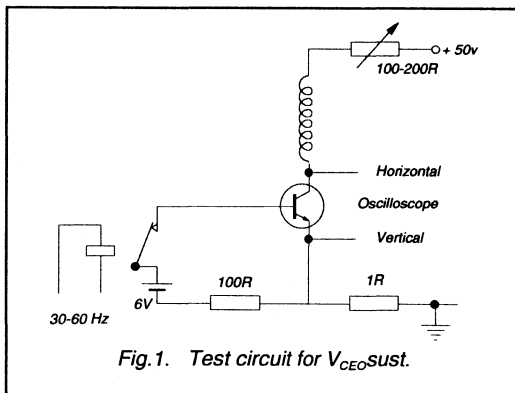 + 50v
100-200R
Horizontal
Oscilloscope
Vertical
100R
1R
6V
30-60 Hz
Fig.1. Test circuit for VCEOsust.